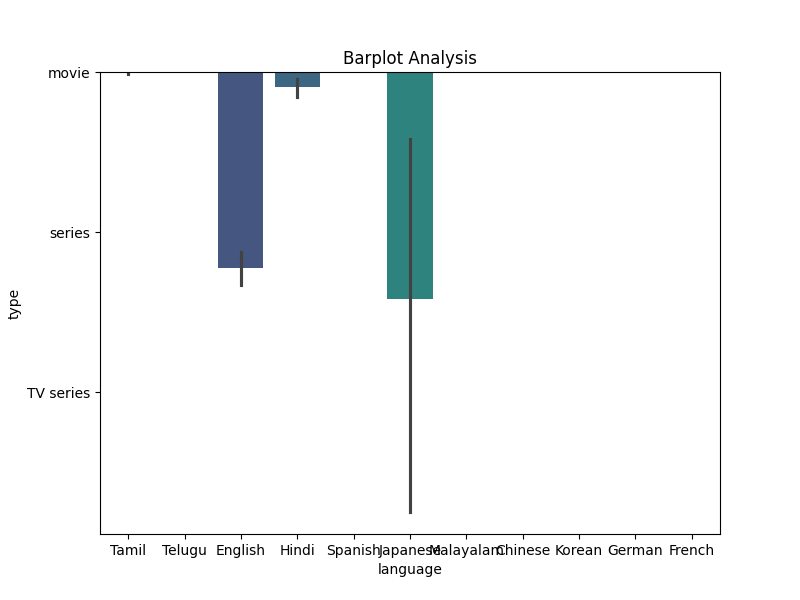 Barplot Analysis
movie
series
TV series
type
Tamil Telugu English Hindi Spanish Japanese Malayalam Chinese Korean German French
language